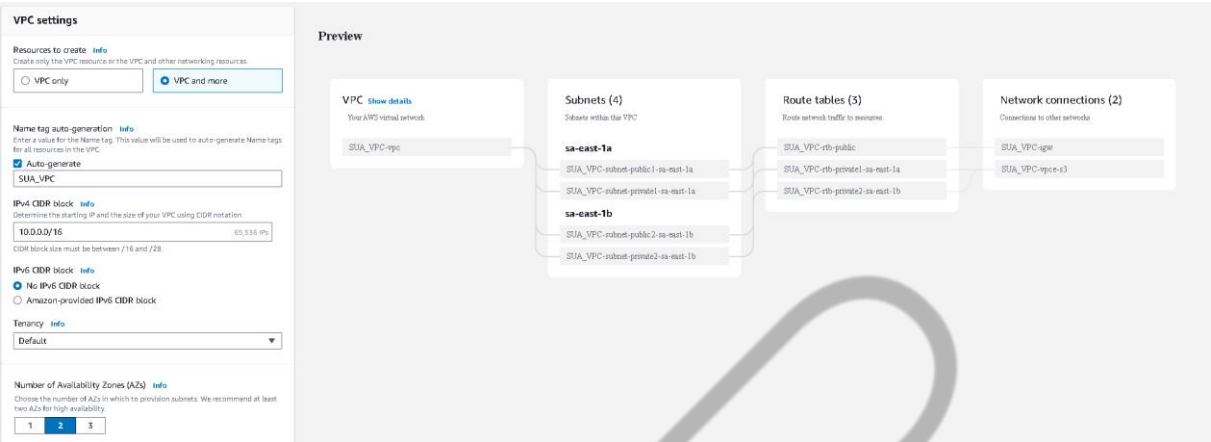 VPC settings
Resources to create Info
Create only the VPC resource or the VPC and other networking resources.
VPC only
VPC and more
Name tag auto-generation Info
Enter a value for the Name tag. This value will be used to auto-generate Name tags
for all resources in the VPC.
Auto-generate
SUA_VPC
IPv4 CIDR block Info
Determine the starting IP and the size of your VPC using CIDR notation.
10.0.0.0/16 65,536 IPs
CIDR block size must be between /16 and /28.
IPv6 CIDR block Info
No IPv6 CIDR block
Amazon-provided IPv6 CIDR block
Tenancy Info
Default
Number of Availability Zones (AZs) Info
Choose the number of AZs in which to provision subnets. We recommend at least
two AZs for high availability.
1 2 3
Preview
VPC Show details
Your AWS virtual network
SUA_VPC-vpc
Subnets (4)
Subnets within this VPC
sa-east-1a
SUA_VPC-subnet-public1-sa-east-1a
SUA_VPC-subnet-private1-sa-east-1a
sa-east-1b
SUA_VPC-subnet-public2-sa-east-1b
SUA_VPC-subnet-private2-sa-east-1b
Route tables (3)
Route network traffic to resources
SUA_VPC-rtb-public
SUA_VPC-rtb-private1-sa-east-1a
SUA_VPC-rtb-private2-sa-east-1b
Network connections (2)
Connections to other networks
SUA_VPC-igw
SUA_VPC-vpce-s3